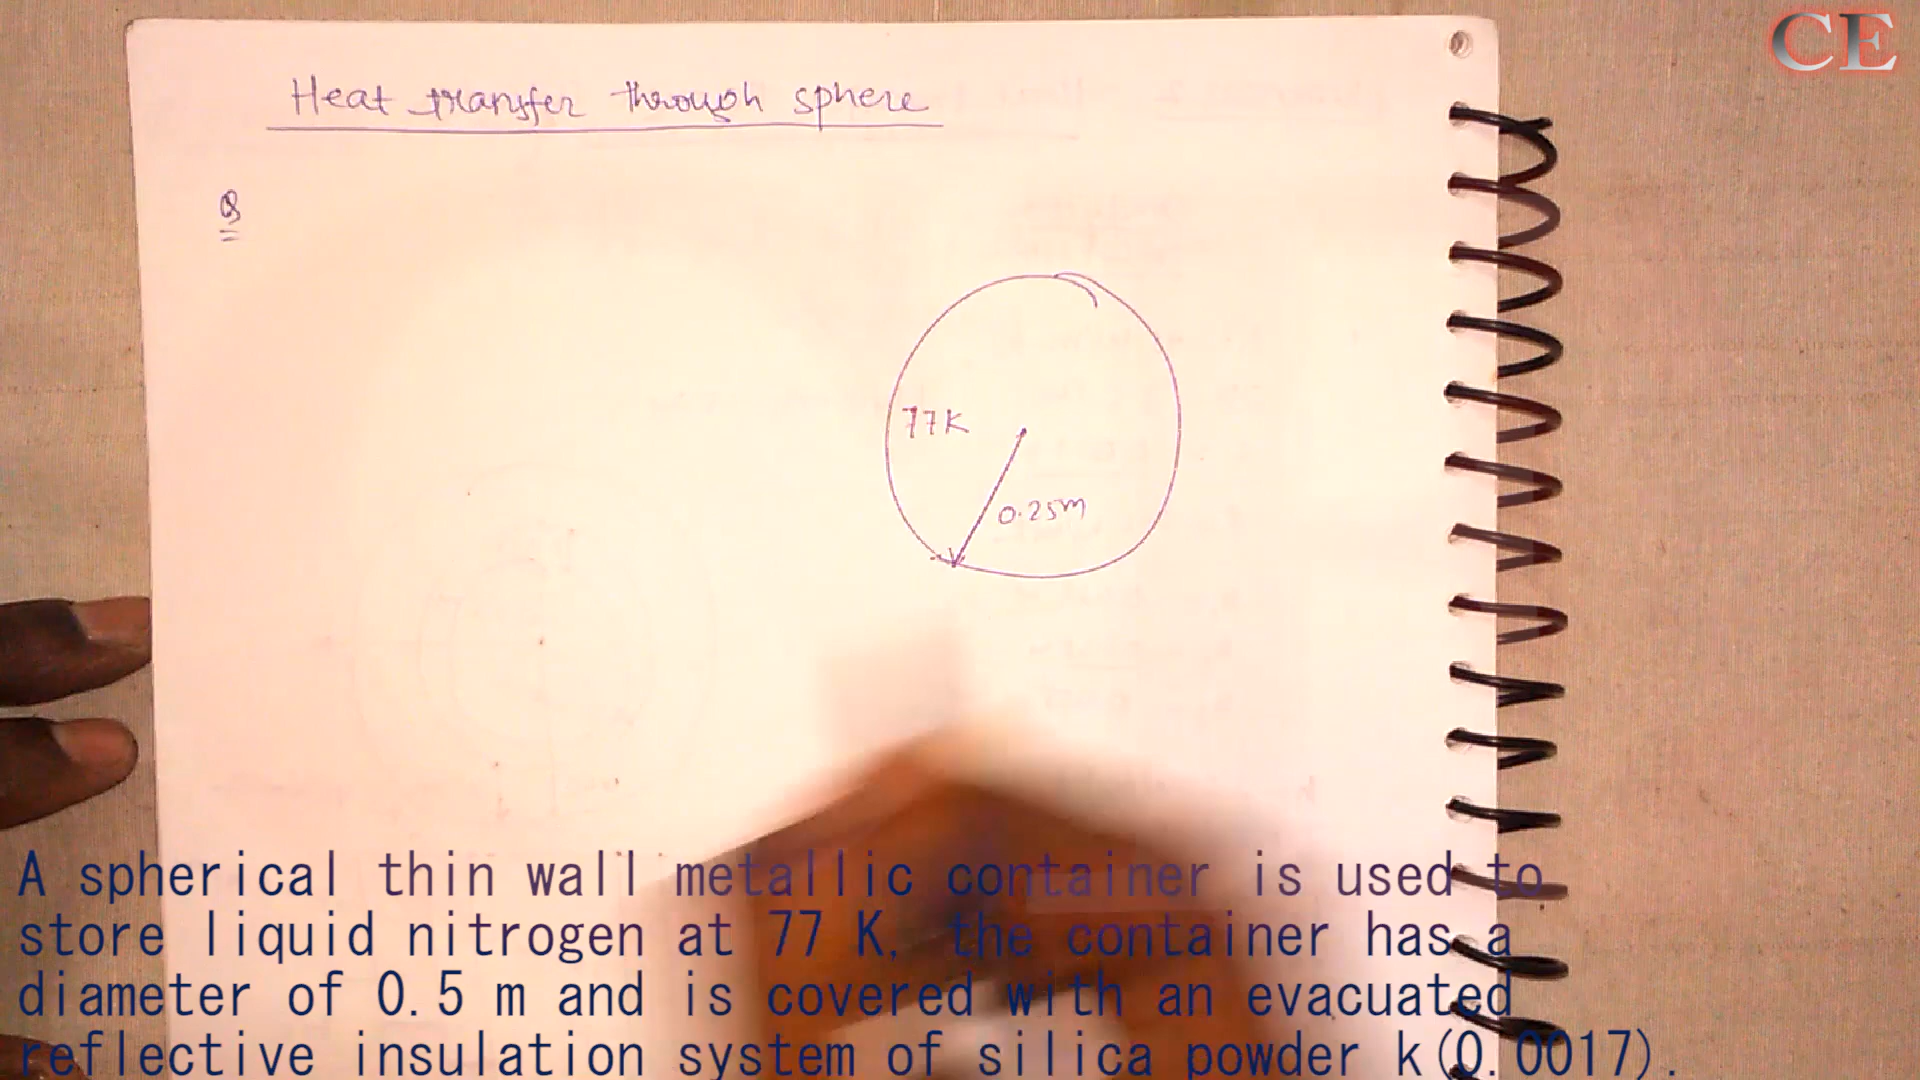 CE
Heat transfer through sphere
Q
77K
0.25m
A spherical thin wall metallic container is used to
store liquid nitrogen at 77 K, the container has a
diameter of 0.5 m and is covered with an evacuated
reflective insulation system of silica powder k(0.0017).